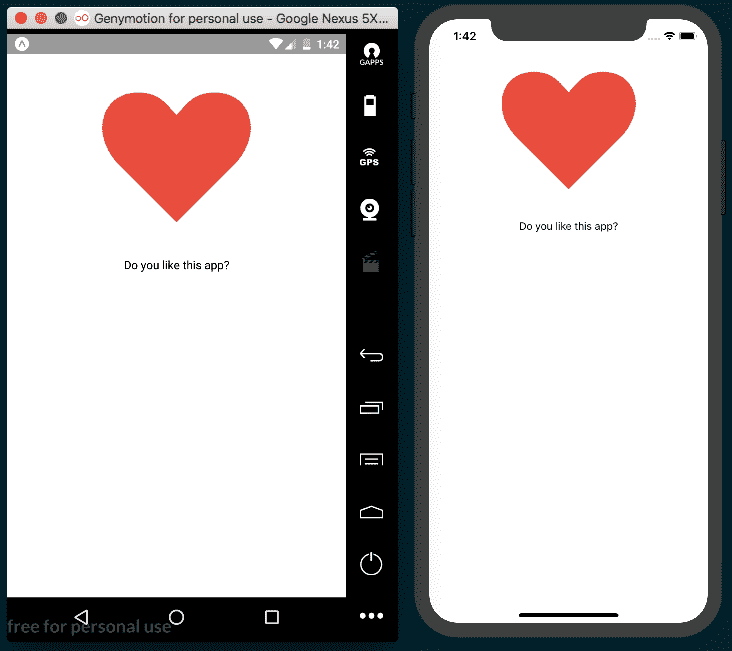 Genymotion for personal use - Google Nexus 5X...
1:42
GAPPS
GPS
Do you like this app?
free for personal use
1:42
Do you like this app?